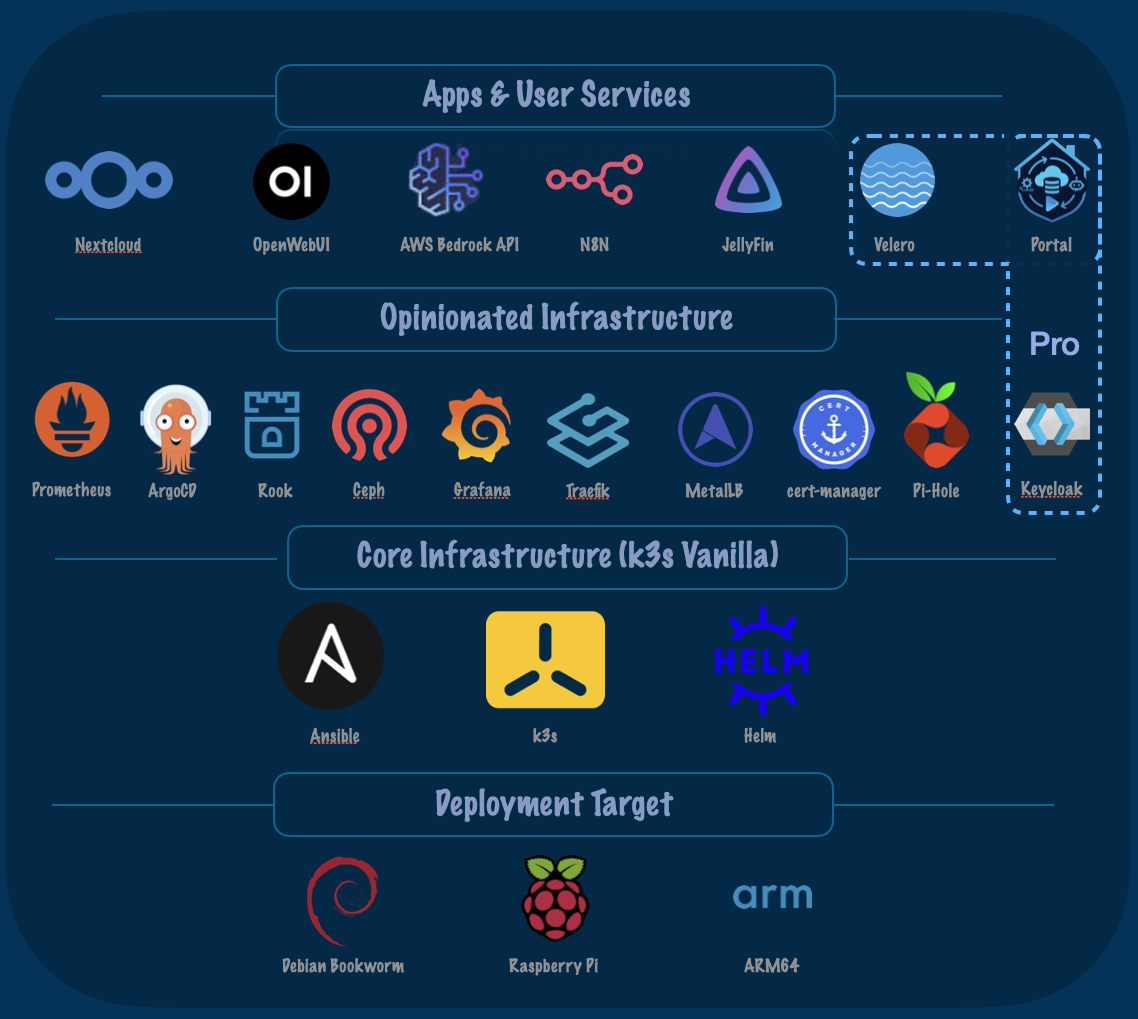 Apps & User Services
OI
Nextcloud
OpenWebUI
AWS Bedrock API
N8N
JellyFin
Velero
Portal
Opinionated Infrastructure
Pro
CERT
MANAGER
Prometheus
ArgoCD
Rook
Ceph
Grafana
Traefik
MetalLB
cert-manager
Pi-Hole
Keycloak
Core Infrastructure (k3s Vanilla)
HELM
Ansible
k3s
Helm
Deployment Target
arm
Debian Bookworm
Raspberry Pi
ARM64